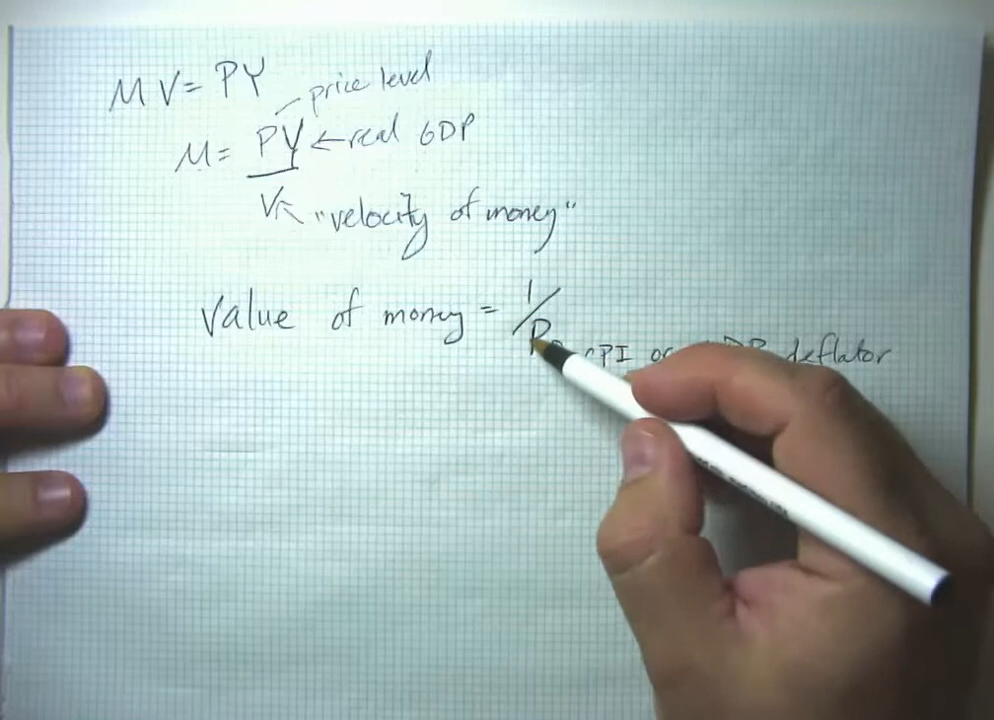 MV = PY
price level
M = PY ← real GDP
V ↖ "velocity of money"
Value of money = 1/P
CPI or deflator